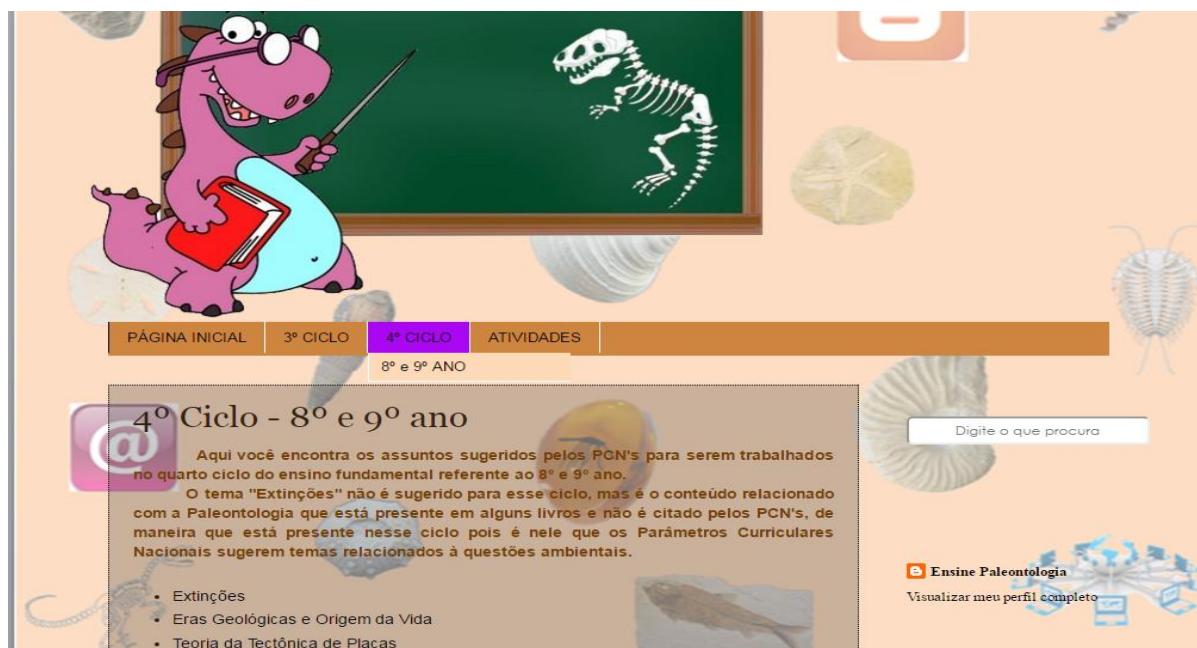 PÁGINA INICIAL
3º CICLO
4º CICLO
ATIVIDADES
8º e 9º ANO
4º Ciclo - 8º e 9º ano
Aqui você encontra os assuntos sugeridos pelos PCN's para serem trabalhados
no quarto ciclo do ensino fundamental referente ao 8º e 9º ano.
O tema "Extinções" não é sugerido para esse ciclo, mas é o conteúdo relacionado
com a Paleontologia que está presente em alguns livros e não é citado pelos PCN's, de
maneira que está presente nesse ciclo pois é nele que os Parâmetros Curriculares
Nacionais sugerem temas relacionados à questões ambientais.
• Extinções
• Eras Geológicas e Origem da Vida
• Teoria da Tectônica de Placas
Digite o que procura
Ensine Paleontologia
Visualizar meu perfil completo
@